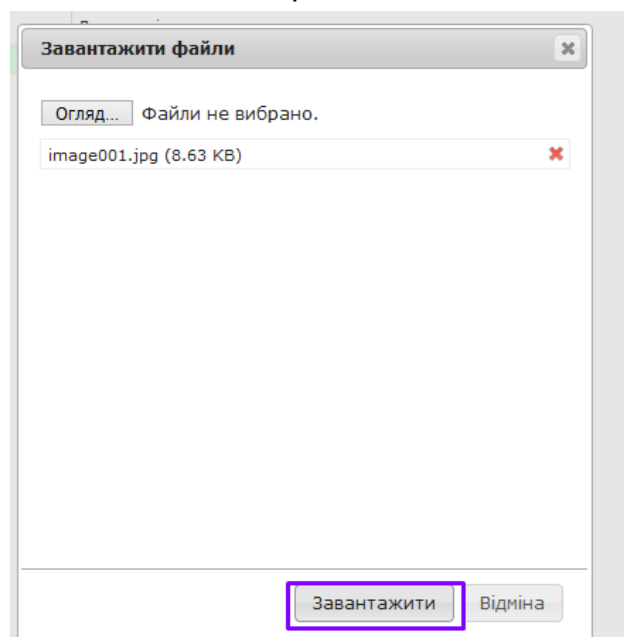 Завантажити файли
Огляд... Файли не вибрано.
image001.jpg (8.63 KB)
Завантажити Відміна